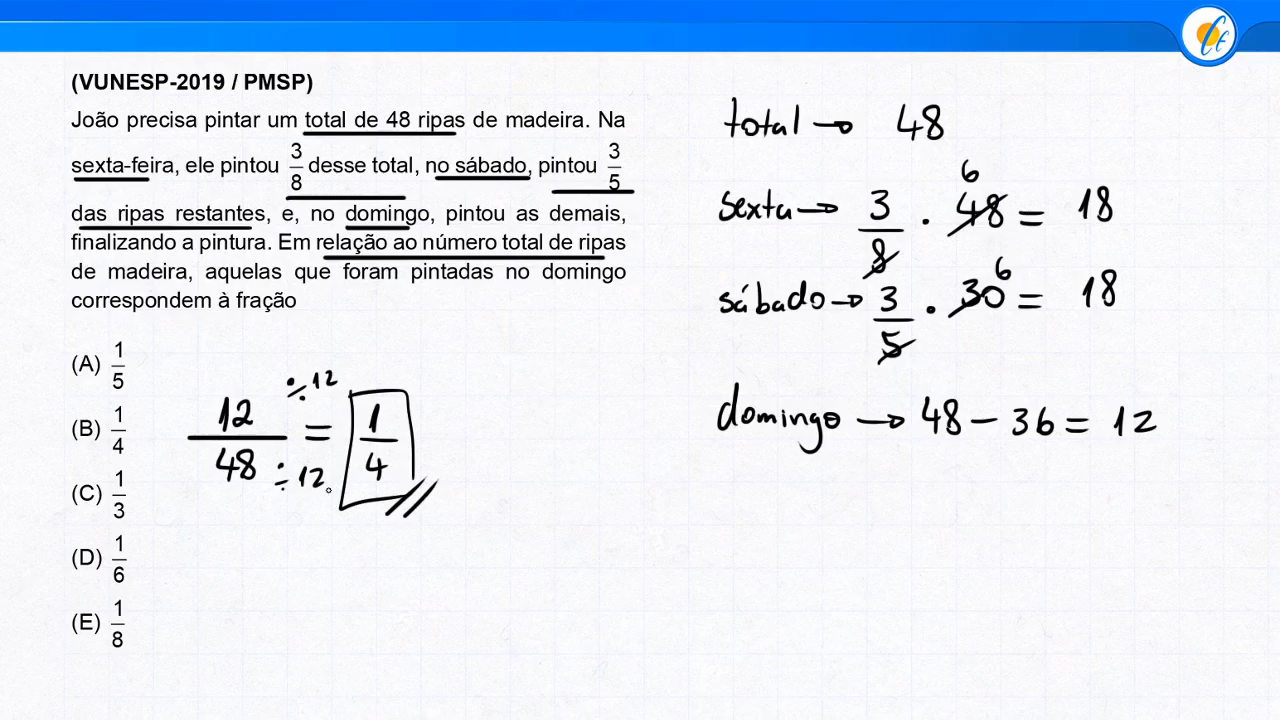 (VUNESP-2019 / PMSP)
João precisa pintar um total de 48 ripas de madeira. Na
sexta-feira, ele pintou 3/8 desse total, no sábado, pintou 3/5
das ripas restantes, e, no domingo, pintou as demais,
finalizando a pintura. Em relação ao número total de ripas
de madeira, aquelas que foram pintadas no domingo
correspondem à fração
(A) 1/5
(B) 1/4
(C) 1/3
(D) 1/6
(E) 1/8
12/48 ÷12 ÷12 = 1/4
total → 48
sexta → 3/8 . 48 = 18
6
sábado → 3/5 . 30 = 18
6
domingo → 48 - 36 = 12
CE